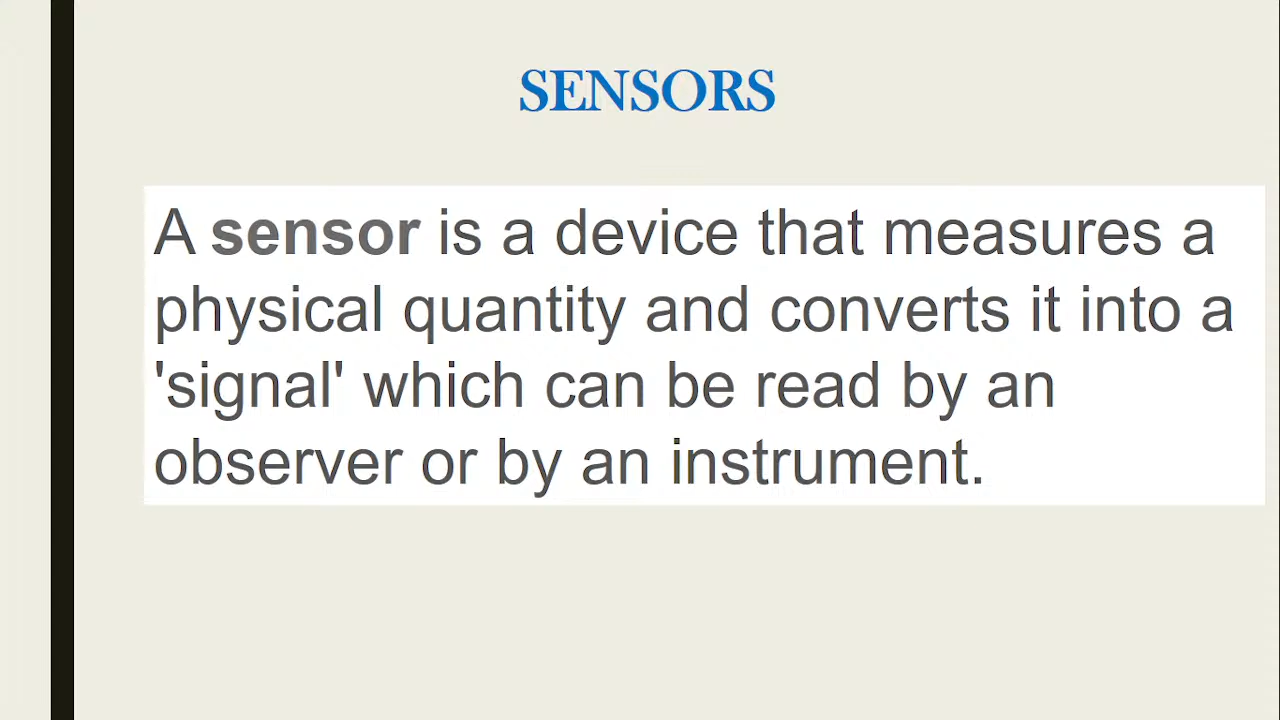 SENSORS
A sensor is a device that measures a
physical quantity and converts it into a
'signal' which can be read by an
observer or by an instrument.